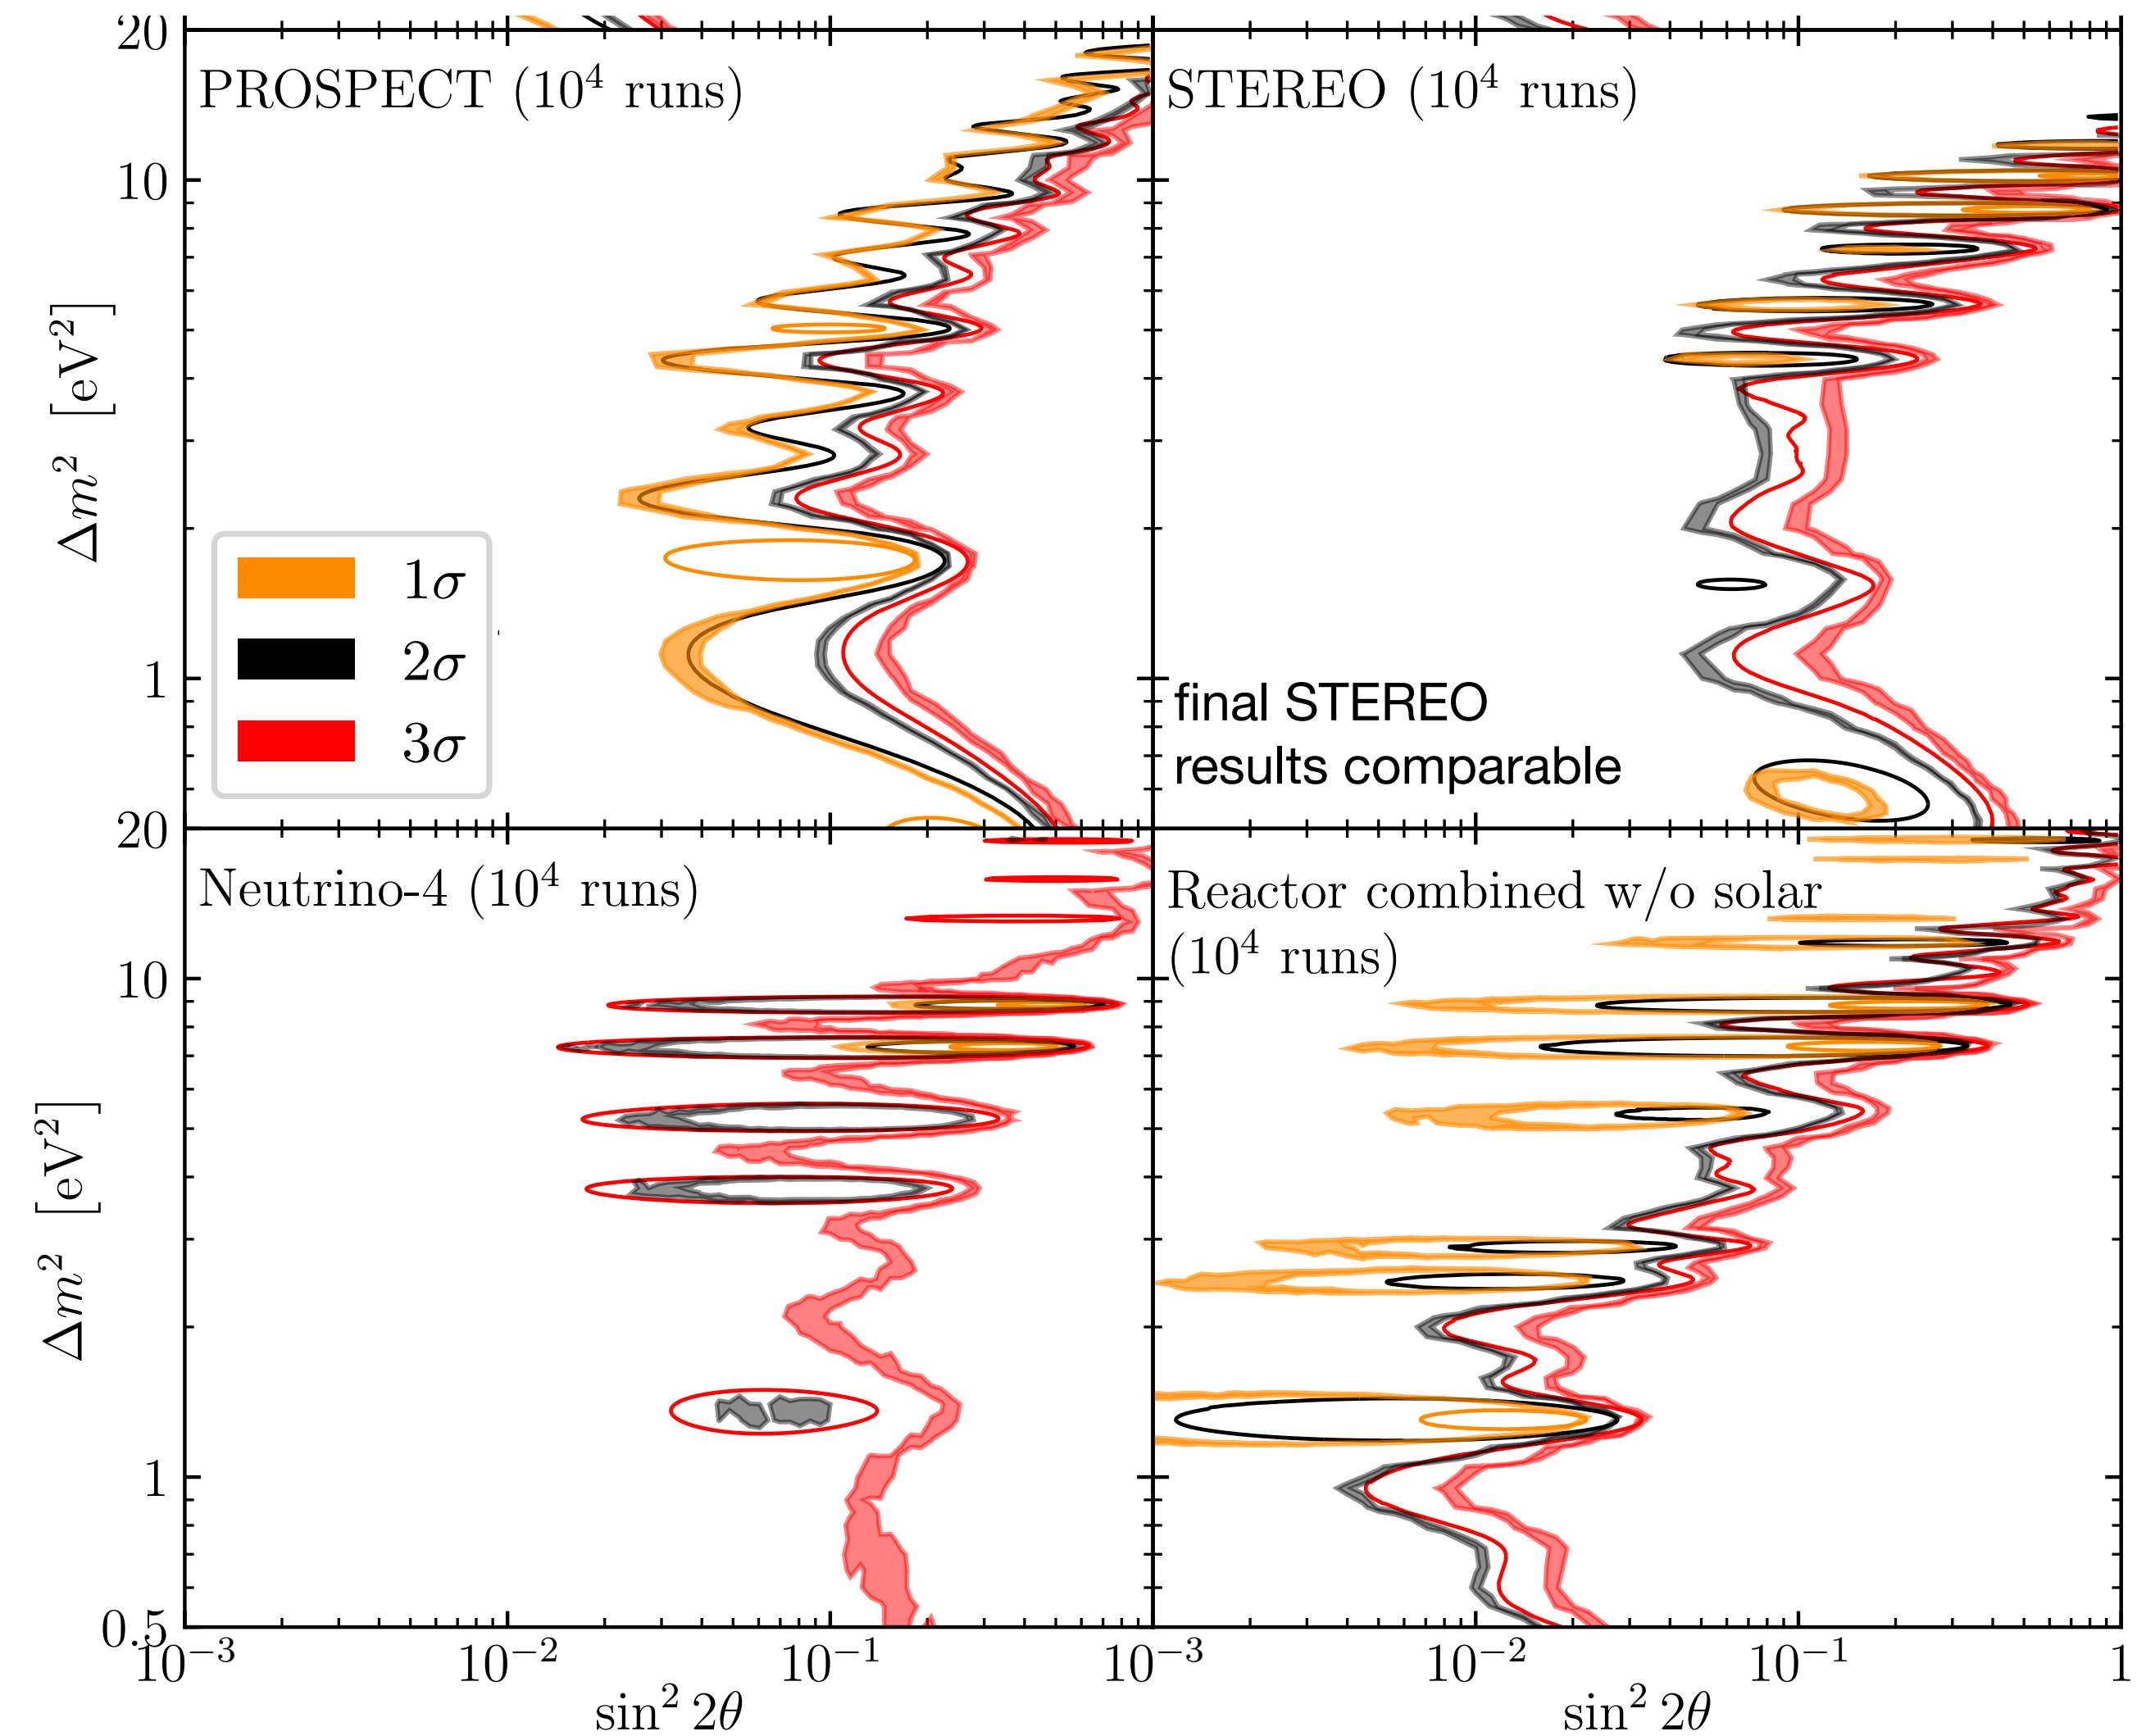 20
PROSPECT (10⁴ runs)
STEREO (10⁴ runs)
10
Δm² [eV²]
1σ
2σ
3σ
1
final STEREO
results comparable
20
Neutrino-4 (10⁴ runs)
Reactor combined w/o solar
(10⁴ runs)
10
Δm² [eV²]
1
0.5
10⁻³ 10⁻² 10⁻¹ 10⁻³ 10⁻² 10⁻¹ 1
sin² 2θ sin² 2θ